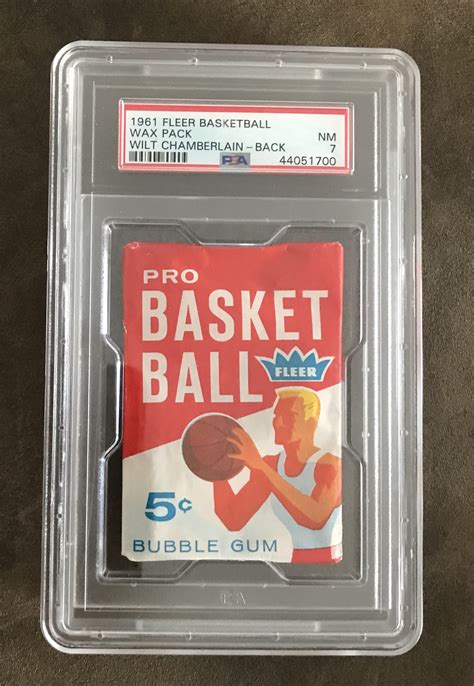 1961 FLEER BASKETBALL
WAX PACK NM
WILT CHAMBERLAIN - BACK 7
PSA 44051700
PRO
BASKET
BALL
FLEER
5¢
BUBBLE GUM
PSA